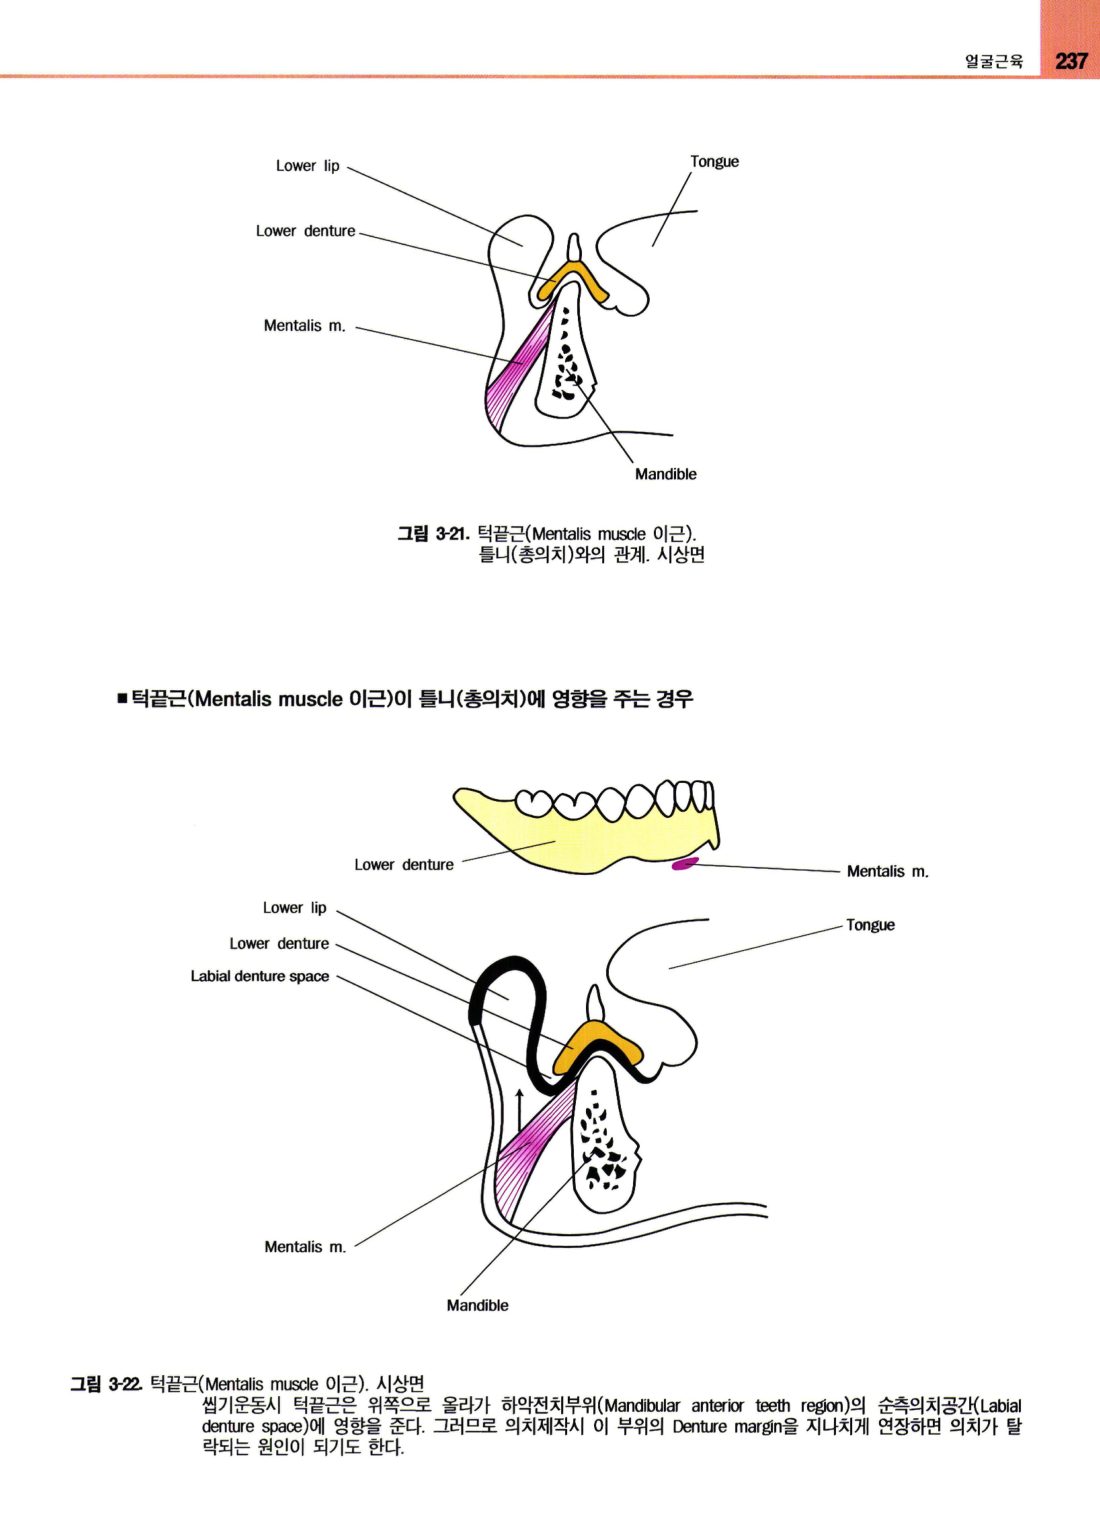 얼굴근육 237
Lower lip
Tongue
Lower denture
Mentalis m.
Mandible
그림 3-21. 턱끝근(Mentalis muscle 이근).
틀니(총의치)와의 관계. 시상면
■ 턱끝근(Mentalis muscle 이근)이 틀니(총의치)에 영향을 주는 경우
Lower denture
Mentalis m.
Lower lip
Tongue
Lower denture
Labial denture space
Mentalis m.
Mandible
그림 3-22. 턱끝근(Mentalis muscle 이근). 시상면
씹기운동시 턱끝근은 위쪽으로 올라가 하악전치부위(Mandibular anterior teeth region)의 순측의치공간(Labial
denture space)에 영향을 준다. 그러므로 의치제작시 이 부위의 Denture margin을 지나치게 연장하면 의치가 탈
락되는 원인이 되기도 한다.